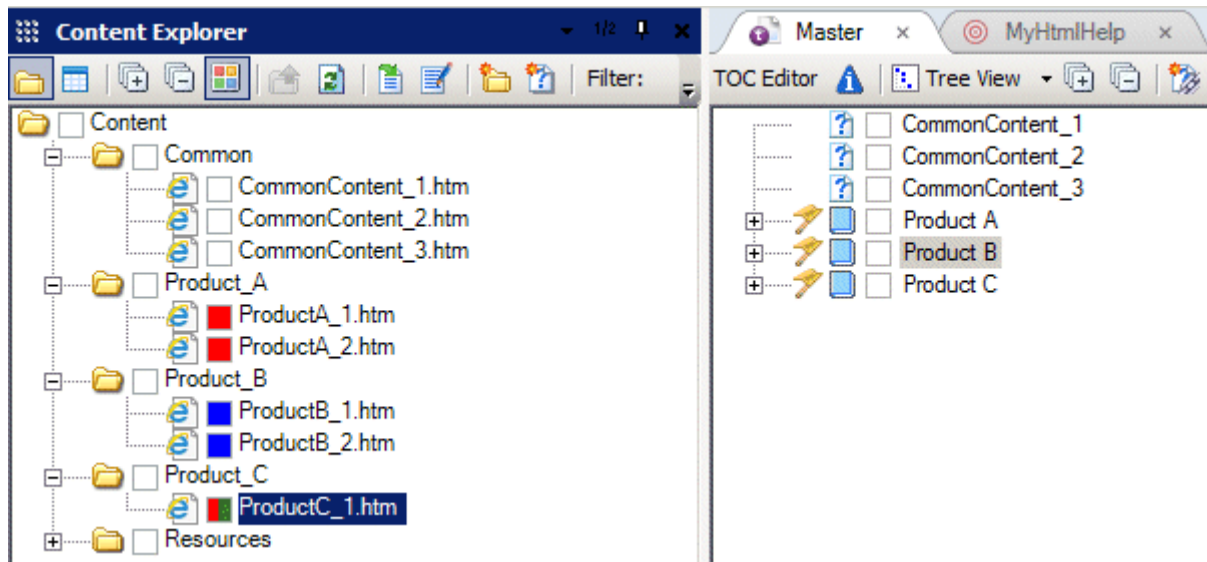 Content Explorer
1/2
Filter:
Content
Common
CommonContent_1.htm
CommonContent_2.htm
CommonContent_3.htm
Product_A
ProductA_1.htm
ProductA_2.htm
Product_B
ProductB_1.htm
ProductB_2.htm
Product_C
ProductC_1.htm
Resources
Master
MyHtmlHelp
TOC Editor
Tree View
CommonContent_1
CommonContent_2
CommonContent_3
Product A
Product B
Product C